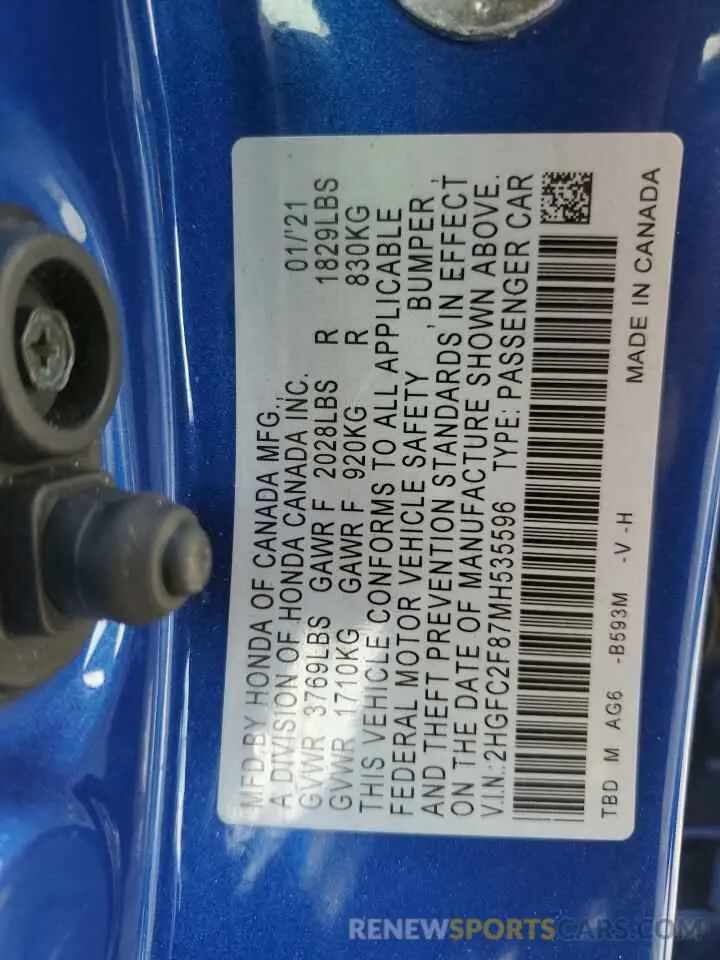 MFD. BY HONDA OF CANADA MFG., 01/'21
A DIVISION OF HONDA CANADA INC.
GVWR 3769LBS GAWR F 2028LBS R 1829LBS
GVWR 1710KG GAWR F 920KG R 830KG
THIS VEHICLE CONFORMS TO ALL APPLICABLE
FEDERAL MOTOR VEHICLE SAFETY , BUMPER ,
AND THEFT PREVENTION STANDARDS IN EFFECT
ON THE DATE OF MANUFACTURE SHOWN ABOVE.
V.I.N.:2HGFC2F87MH535596 TYPE: PASSENGER CAR
TBD M AG6 -B593M -V -H MADE IN CANADA
RENEWSPORTSCARS.COM